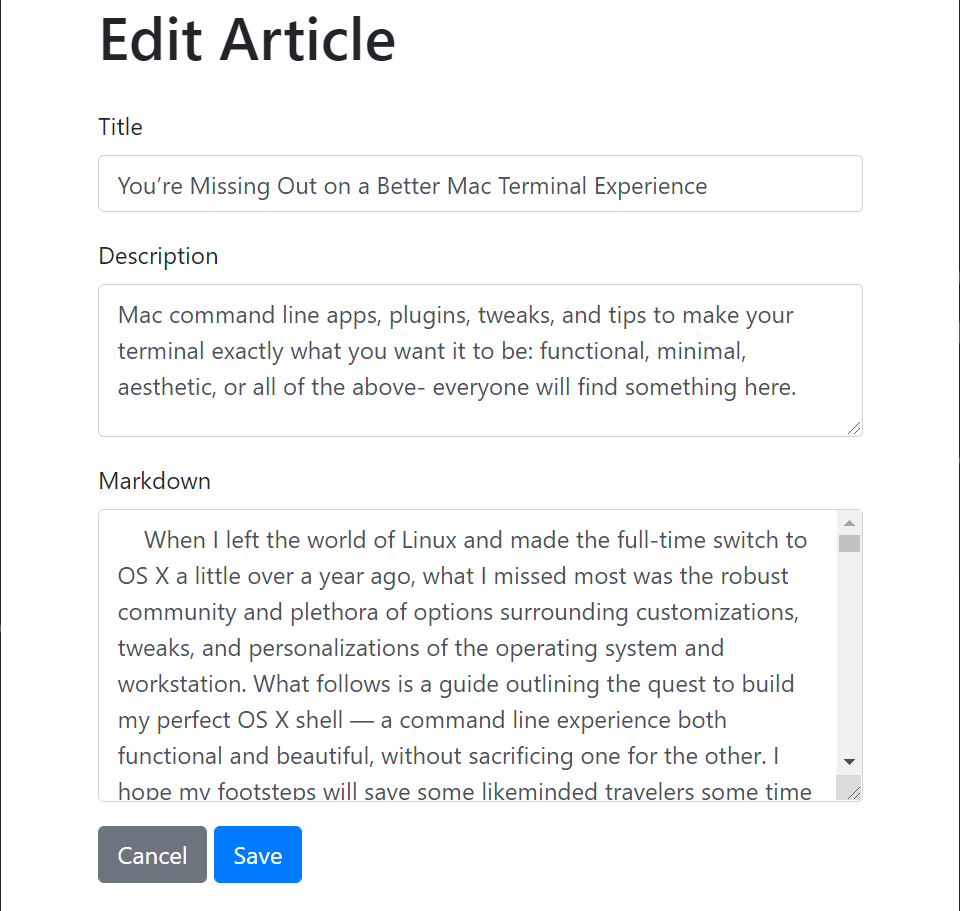 Edit Article
Title
You’re Missing Out on a Better Mac Terminal Experience
Description
Mac command line apps, plugins, tweaks, and tips to make your
terminal exactly what you want it to be: functional, minimal,
aesthetic, or all of the above- everyone will find something here.
Markdown
When I left the world of Linux and made the full-time switch to
OS X a little over a year ago, what I missed most was the robust
community and plethora of options surrounding customizations,
tweaks, and personalizations of the operating system and
workstation. What follows is a guide outlining the quest to build
my perfect OS X shell — a command line experience both
functional and beautiful, without sacrificing one for the other. I
hope my footsteps will save some likeminded travelers some time
Cancel
Save